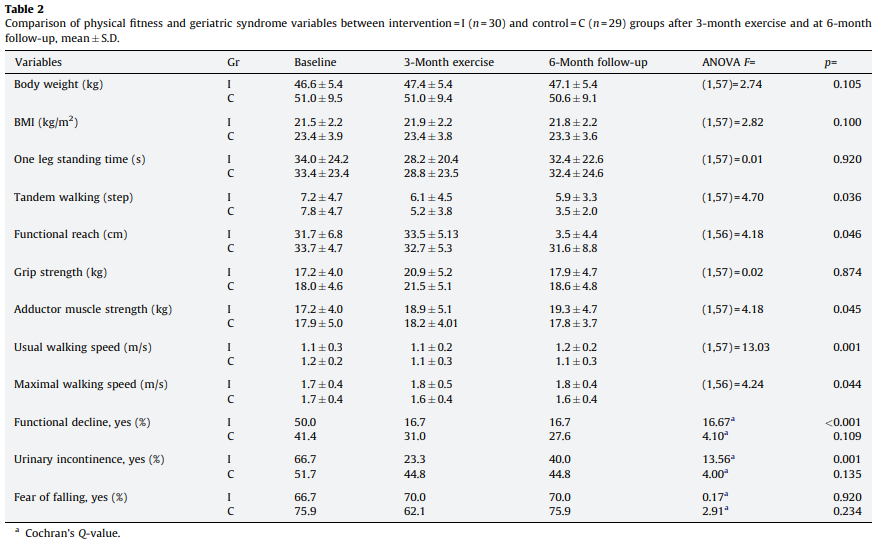 Table 2
Comparison of physical fitness and geriatric syndrome variables between intervention = I (n = 30) and control = C (n = 29) groups after 3-month exercise and at 6-month
follow-up, mean ± S.D.
Variables Gr Baseline 3-Month exercise 6-Month follow-up ANOVA F= p=
Body weight (kg) I 46.6 ± 5.4 47.4 ± 5.4 47.1 ± 5.4 (1,57) = 2.74 0.105
C 51.0 ± 9.5 51.0 ± 9.4 50.6 ± 9.1
BMI (kg/m²) I 21.5 ± 2.2 21.9 ± 2.2 21.8 ± 2.2 (1,57) = 2.82 0.100
C 23.4 ± 3.9 23.4 ± 3.8 23.3 ± 3.6
One leg standing time (s) I 34.0 ± 24.2 28.2 ± 20.4 32.4 ± 22.6 (1,57) = 0.01 0.920
C 33.4 ± 23.4 28.8 ± 23.5 32.4 ± 24.6
Tandem walking (step) I 7.2 ± 4.7 6.1 ± 4.5 5.9 ± 3.3 (1,57) = 4.70 0.036
C 7.8 ± 4.7 5.2 ± 3.8 3.5 ± 2.0
Functional reach (cm) I 31.7 ± 6.8 33.5 ± 5.13 3.5 ± 4.4 (1,56) = 4.18 0.046
C 33.7 ± 4.7 32.7 ± 5.3 31.6 ± 8.8
Grip strength (kg) I 17.2 ± 4.0 20.9 ± 5.2 17.9 ± 4.7 (1,57) = 0.02 0.874
C 18.0 ± 4.6 21.5 ± 5.1 18.6 ± 4.8
Adductor muscle strength (kg) I 17.2 ± 4.0 18.9 ± 5.1 19.3 ± 4.7 (1,57) = 4.18 0.045
C 17.9 ± 5.0 18.2 ± 4.01 17.8 ± 3.7
Usual walking speed (m/s) I 1.1 ± 0.3 1.1 ± 0.2 1.2 ± 0.2 (1,57) = 13.03 0.001
C 1.2 ± 0.2 1.1 ± 0.3 1.1 ± 0.3
Maximal walking speed (m/s) I 1.7 ± 0.4 1.8 ± 0.5 1.8 ± 0.4 (1,56) = 4.24 0.044
C 1.7 ± 0.4 1.6 ± 0.4 1.6 ± 0.4
Functional decline, yes (%) I 50.0 16.7 16.7 16.67ᵃ <0.001
C 41.4 31.0 27.6 4.10ᵃ 0.109
Urinary incontinence, yes (%) I 66.7 23.3 40.0 13.56ᵃ 0.001
C 51.7 44.8 44.8 4.00ᵃ 0.135
Fear of falling, yes (%) I 66.7 70.0 70.0 0.17ᵃ 0.920
C 75.9 62.1 75.9 2.91ᵃ 0.234
ᵃ Cochran's Q-value.